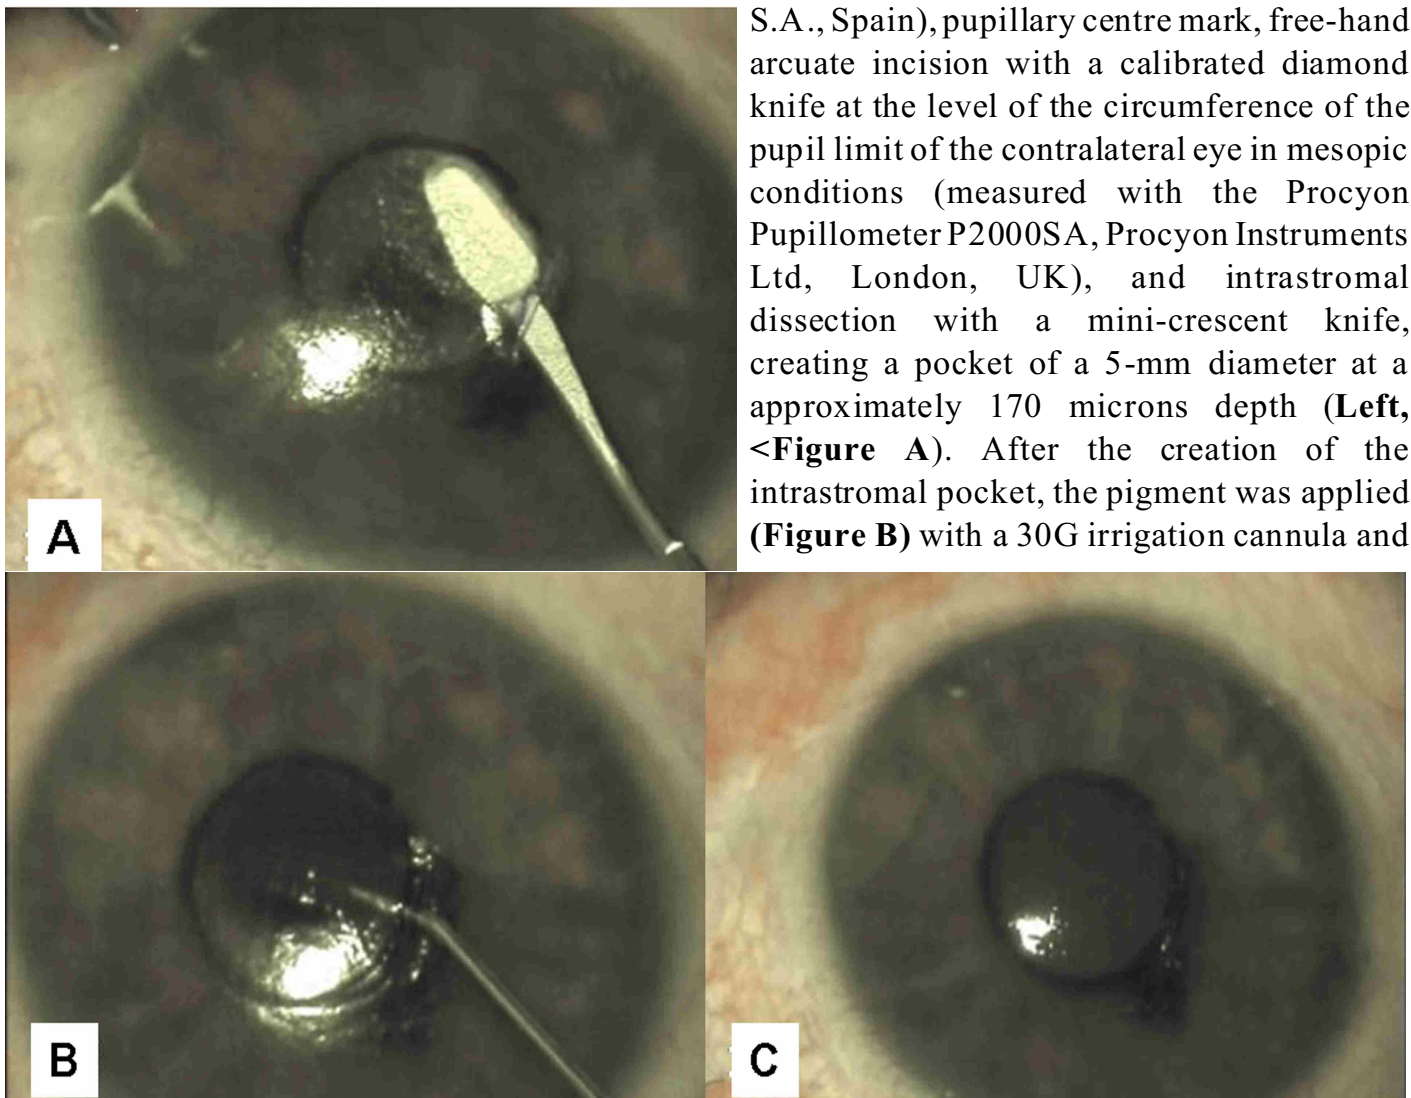 S.A., Spain), pupillary centre mark, free-hand
arcuate incision with a calibrated diamond
knife at the level of the circumference of the
pupil limit of the contralateral eye in mesopic
conditions (measured with the Procyon
Pupillometer P2000SA, Procyon Instruments
Ltd, London, UK), and intrastromal
dissection with a mini-crescent knife,
creating a pocket of a 5-mm diameter at a
approximately 170 microns depth (Left,
<Figure A). After the creation of the
intrastromal pocket, the pigment was applied
(Figure B) with a 30G irrigation cannula and
A
B
C